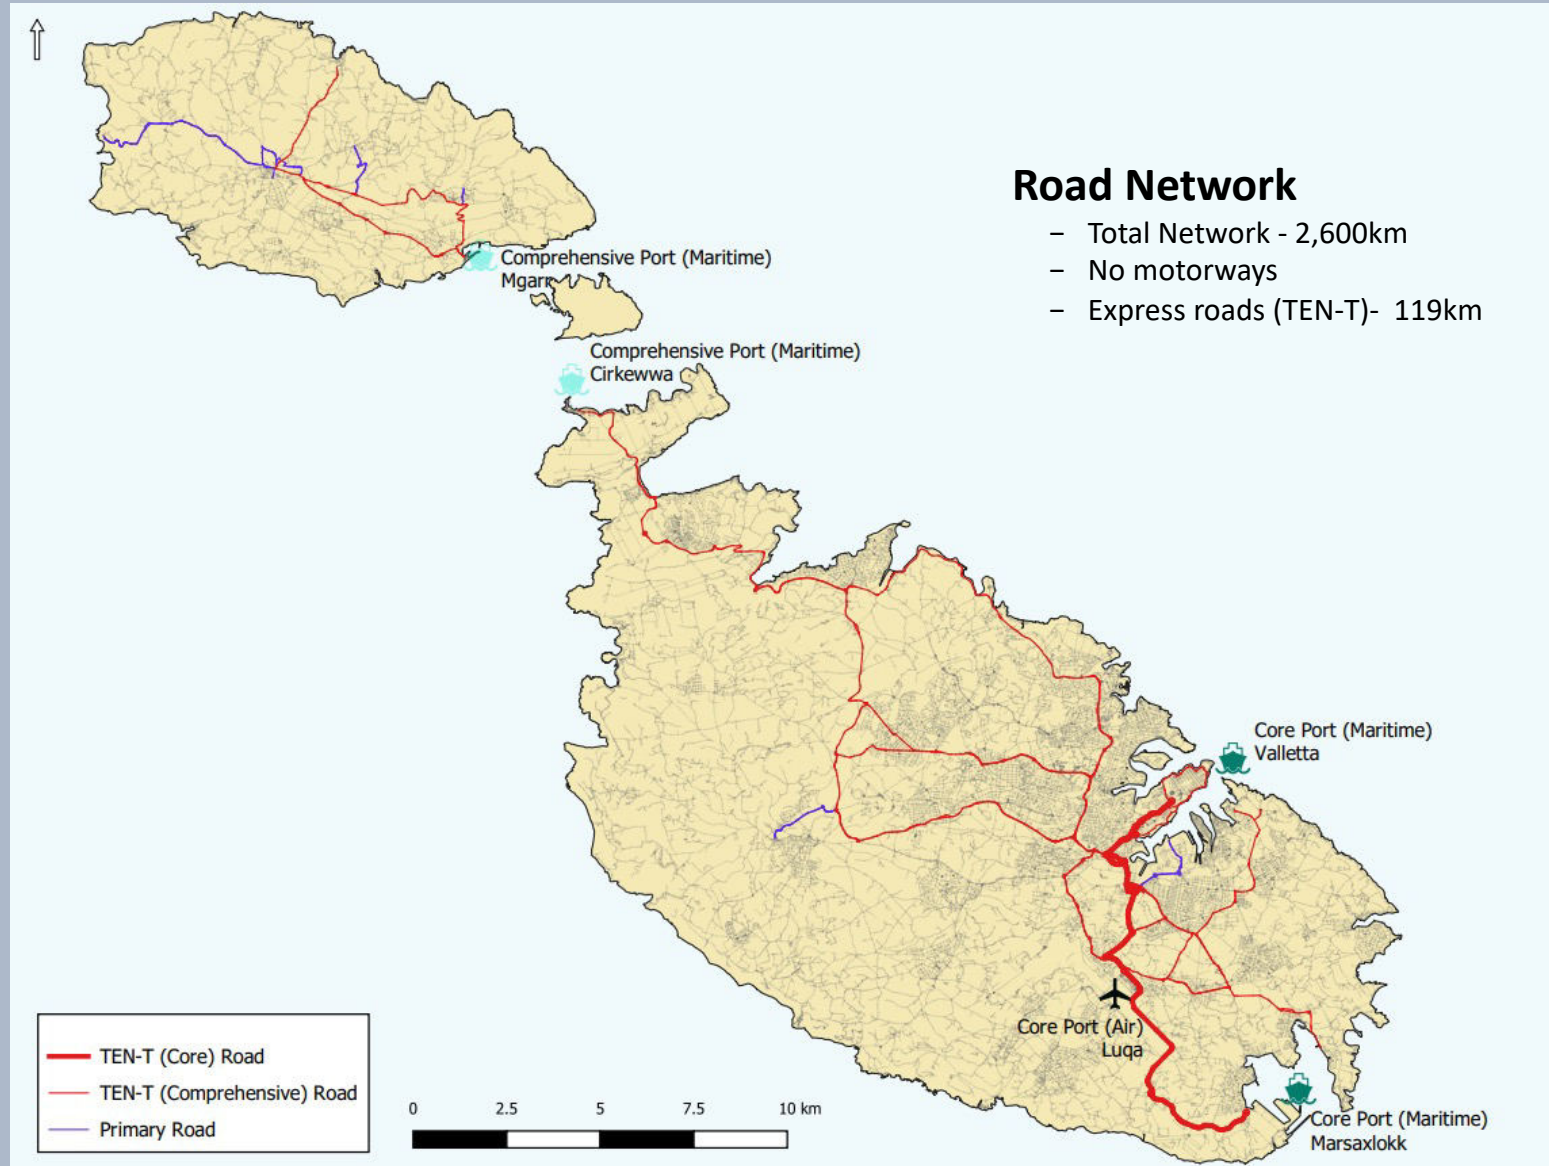 Road Network
– Total Network - 2,600km
– No motorways
– Express roads (TEN-T)- 119km
Comprehensive Port (Maritime)
Mgarr
Comprehensive Port (Maritime)
Cirkewwa
Core Port (Maritime)
Valletta
Core Port (Air)
Luqa
Core Port (Maritime)
Marsaxlokk
TEN-T (Core) Road
TEN-T (Comprehensive) Road
Primary Road
0 2.5 5 7.5 10 km